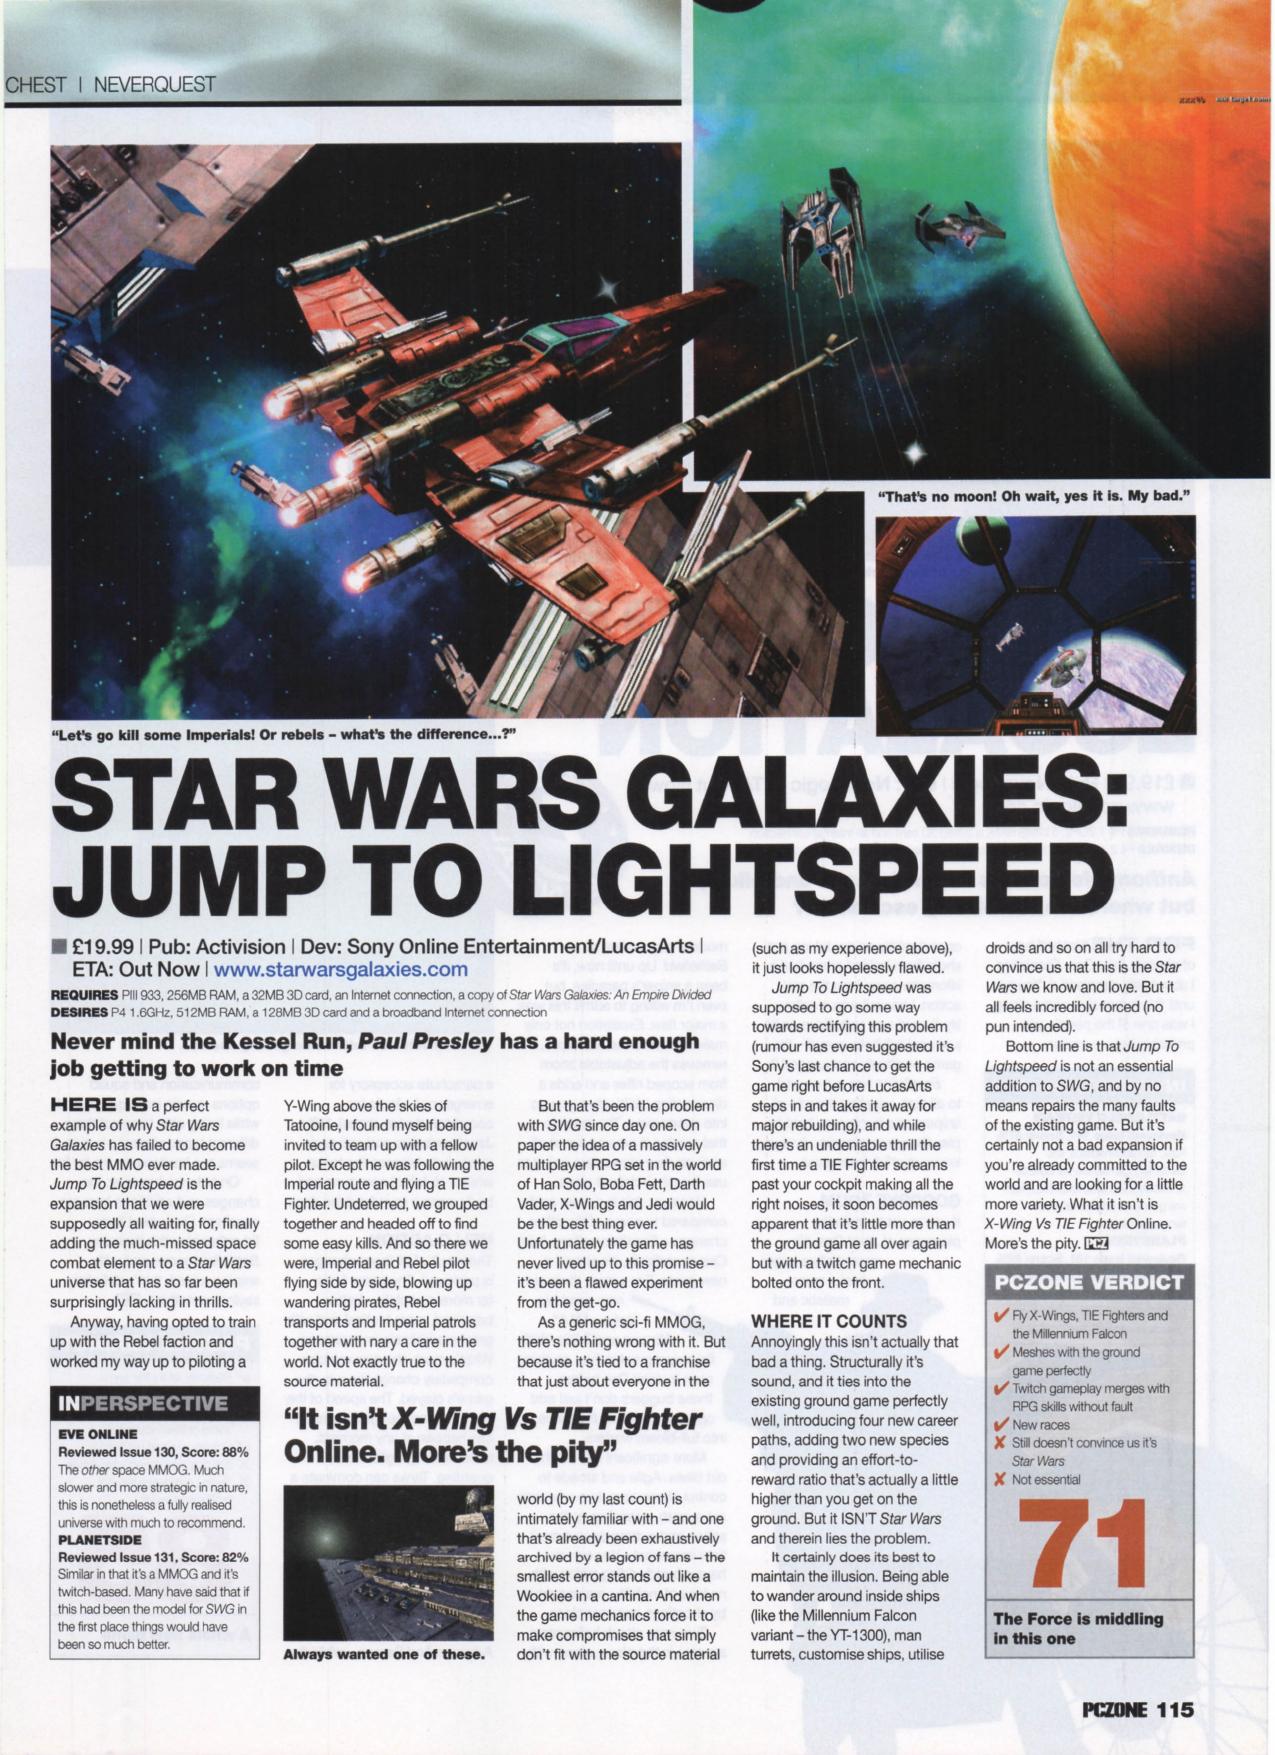 CHEST | NEVERQUEST
"That's no moon! Oh wait, yes it is. My bad."
"Let's go kill some Imperials! Or rebels – what's the difference...?"
STAR WARS GALAXIES:
JUMP TO LIGHTSPEED
£19.99 | Pub: Activision | Dev: Sony Online Entertainment/LucasArts |
ETA: Out Now | www.starwarsgalaxies.com
REQUIRES PIII 933, 256MB RAM, a 32MB 3D card, an Internet connection, a copy of Star Wars Galaxies: An Empire Divided
DESIRES P4 1.6GHz, 512MB RAM, a 128MB 3D card and a broadband Internet connection
Never mind the Kessel Run, Paul Presley has a hard enough
job getting to work on time
HERE IS a perfect
example of why Star Wars
Galaxies has failed to become
the best MMO ever made.
Jump To Lightspeed is the
expansion that we were
supposedly all waiting for, finally
adding the much-missed space
combat element to a Star Wars
universe that has so far been
surprisingly lacking in thrills.
Anyway, having opted to train
up with the Rebel faction and
worked my way up to piloting a
Y-Wing above the skies of
Tatooine, I found myself being
invited to team up with a fellow
pilot. Except he was following the
Imperial route and flying a TIE
Fighter. Undeterred, we grouped
together and headed off to find
some easy kills. And so there we
were, Imperial and Rebel pilot
flying side by side, blowing up
wandering pirates, Rebel
transports and Imperial patrols
together with nary a care in the
world. Not exactly true to the
source material.
But that's been the problem
with SWG since day one. On
paper the idea of a massively
multiplayer RPG set in the world
of Han Solo, Boba Fett, Darth
Vader, X-Wings and Jedi would
be the best thing ever.
Unfortunately the game has
never lived up to this promise –
it's been a flawed experiment
from the get-go.
As a generic sci-fi MMOG,
there's nothing wrong with it. But
because it's tied to a franchise
that just about everyone in the
world (by my last count) is
intimately familiar with – and one
that's already been exhaustively
archived by a legion of fans – the
smallest error stands out like a
Wookiee in a cantina. And when
the game mechanics force it to
make compromises that simply
don't fit with the source material
(such as my experience above),
it just looks hopelessly flawed.
Jump To Lightspeed was
supposed to go some way
towards rectifying this problem
(rumour has even suggested it's
Sony's last chance to get the
game right before LucasArts
steps in and takes it away for
major rebuilding), and while
there's an undeniable thrill the
first time a TIE Fighter screams
past your cockpit making all the
right noises, it soon becomes
apparent that it's little more than
the ground game all over again
but with a twitch game mechanic
bolted onto the front.
WHERE IT COUNTS
Annoyingly this isn't actually that
bad a thing. Structurally it's
sound, and it ties into the
existing ground game perfectly
well, introducing four new career
paths, adding two new species
and providing an effort-to-
reward ratio that's actually a little
higher than you get on the
ground. But it ISN'T Star Wars
and therein lies the problem.
It certainly does its best to
maintain the illusion. Being able
to wander around inside ships
(like the Millennium Falcon
variant – the YT-1300), man
turrets, customise ships, utilise
droids and so on all try hard to
convince us that this is the Star
Wars we know and love. But it
all feels incredibly forced (no
pun intended).
Bottom line is that Jump To
Lightspeed is not an essential
addition to SWG, and by no
means repairs the many faults
of the existing game. But it's
certainly not a bad expansion if
you're already committed to the
world and are looking for a little
more variety. What it isn't is
X-Wing Vs TIE Fighter Online.
More's the pity. PCZ
"It isn't X-Wing Vs TIE Fighter
Online. More's the pity"
Always wanted one of these.
INPERSPECTIVE
EVE ONLINE
Reviewed Issue 130, Score: 88%
The other space MMOG. Much
slower and more strategic in nature,
this is nonetheless a fully realised
universe with much to recommend.
PLANETSIDE
Reviewed Issue 131, Score: 82%
Similar in that it's a MMOG and it's
twitch-based. Many have said that if
this had been the model for SWG in
the first place things would have
been so much better.
PCZONE VERDICT
Fly X-Wings, TIE Fighters and
the Millennium Falcon
Meshes with the ground
game perfectly
Twitch gameplay merges with
RPG skills without fault
New races
Still doesn't convince us it's
Star Wars
Not essential
71
The Force is middling
in this one
PCZONE 115